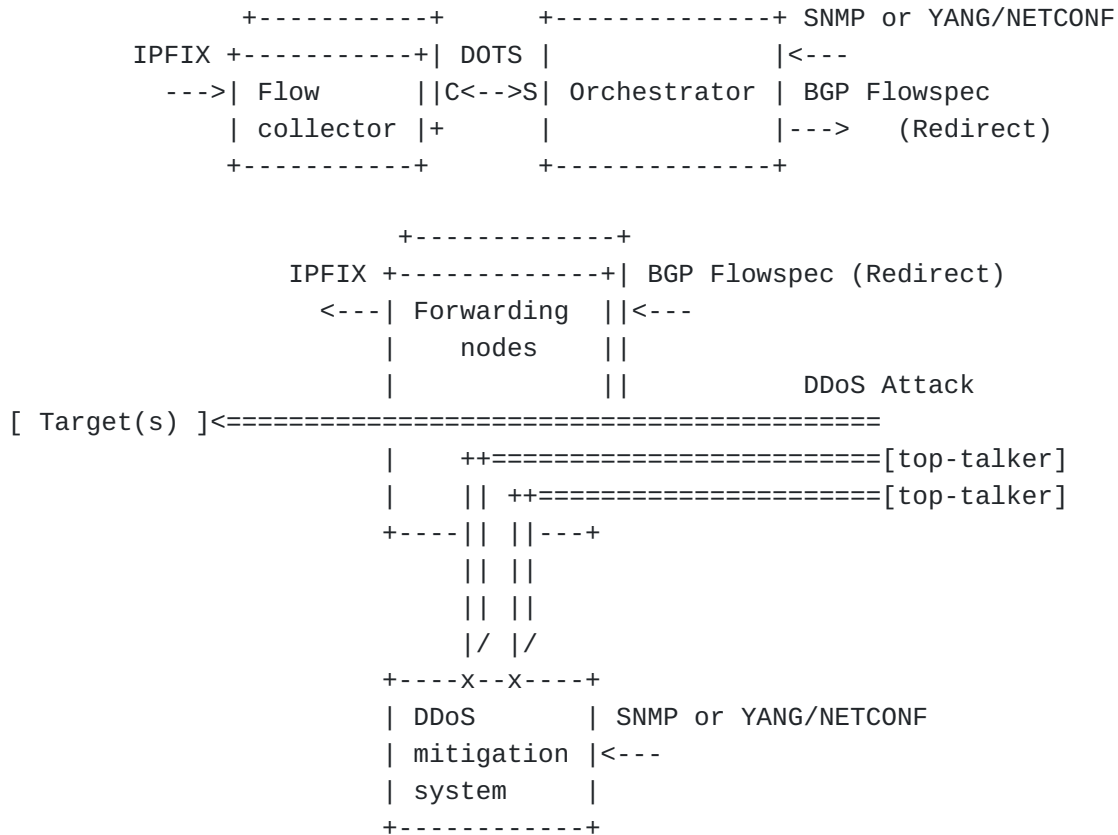 +-----------+       +--------------+ SNMP or YANG/NETCONF
IPFIX +-----------+| DOTS |              |<---
--->| Flow      ||C<-->S| Orchestrator | BGP Flowspec
| collector |+      |              |--->   (Redirect)
+-----------+       +--------------+
+-------------+
IPFIX +-------------+| BGP Flowspec (Redirect)
<---| Forwarding  ||<---
|    nodes    ||
|             ||           DDoS Attack
[ Target(s) ]<==========================================
|    ++=========================[top-talker]
|    || ++======================[top-talker]
+----|| ||---+
|| ||
|| ||
|/ |/
+----x--x----+
| DDoS       | SNMP or YANG/NETCONF
| mitigation |<---
| system     |
+------------+